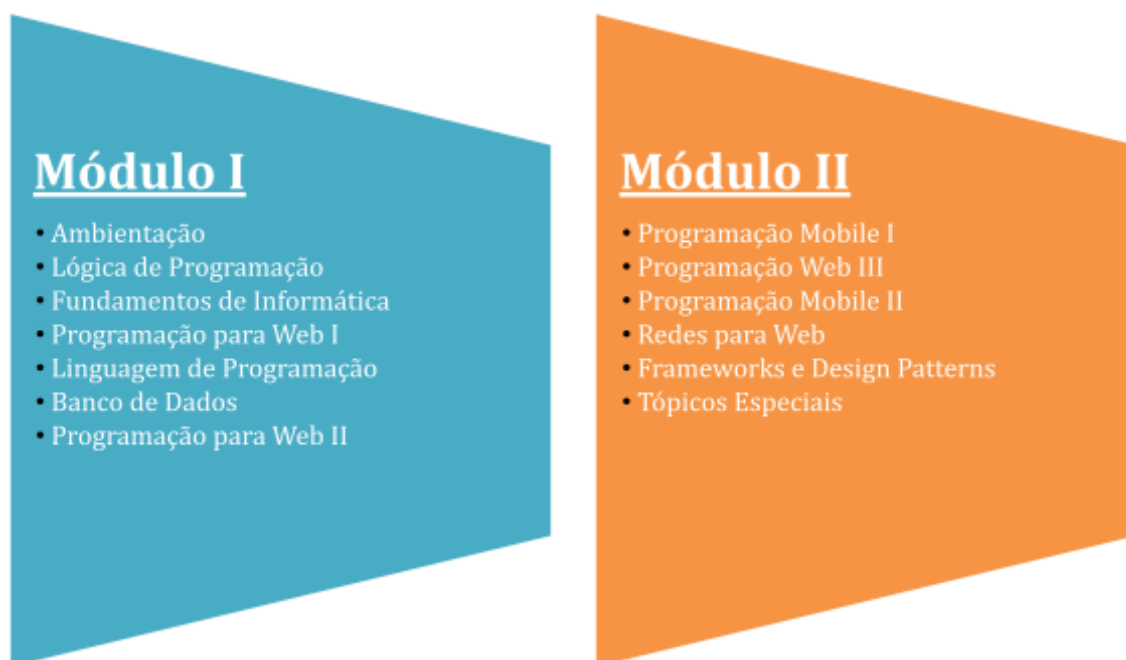 Módulo I
• Ambientação
• Lógica de Programação
• Fundamentos de Informática
• Programação para Web I
• Linguagem de Programação
• Banco de Dados
• Programação para Web II
Módulo II
• Programação Mobile I
• Programação Web III
• Programação Mobile II
• Redes para Web
• Frameworks e Design Patterns
• Tópicos Especiais